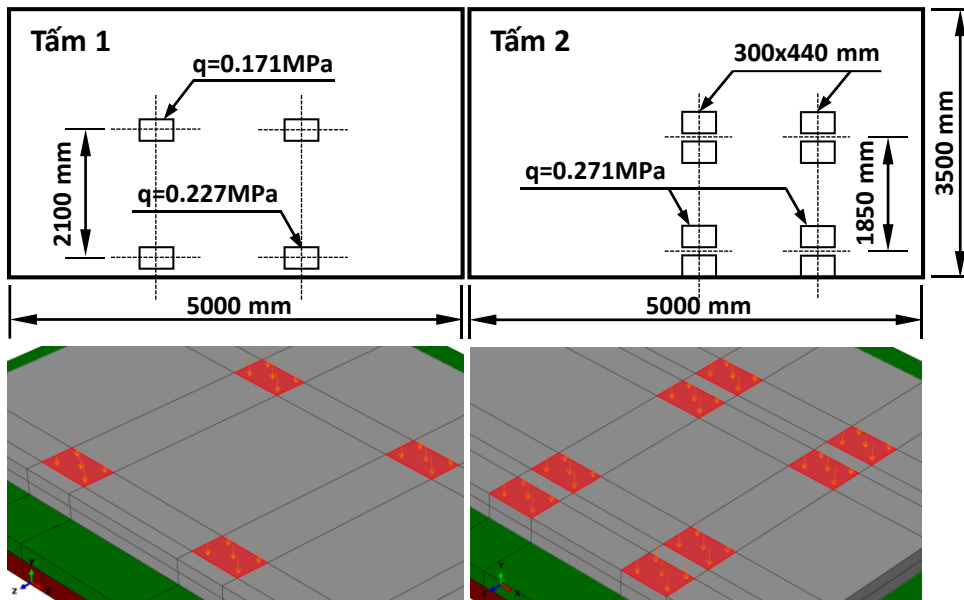 Tấm 1
q=0.171MPa
2100 mm
q=0.227MPa
5000 mm
Tấm 2
300x440 mm
q=0.271MPa
1850 mm
3500 mm
5000 mm
Y
Z
X
Y
Z
X